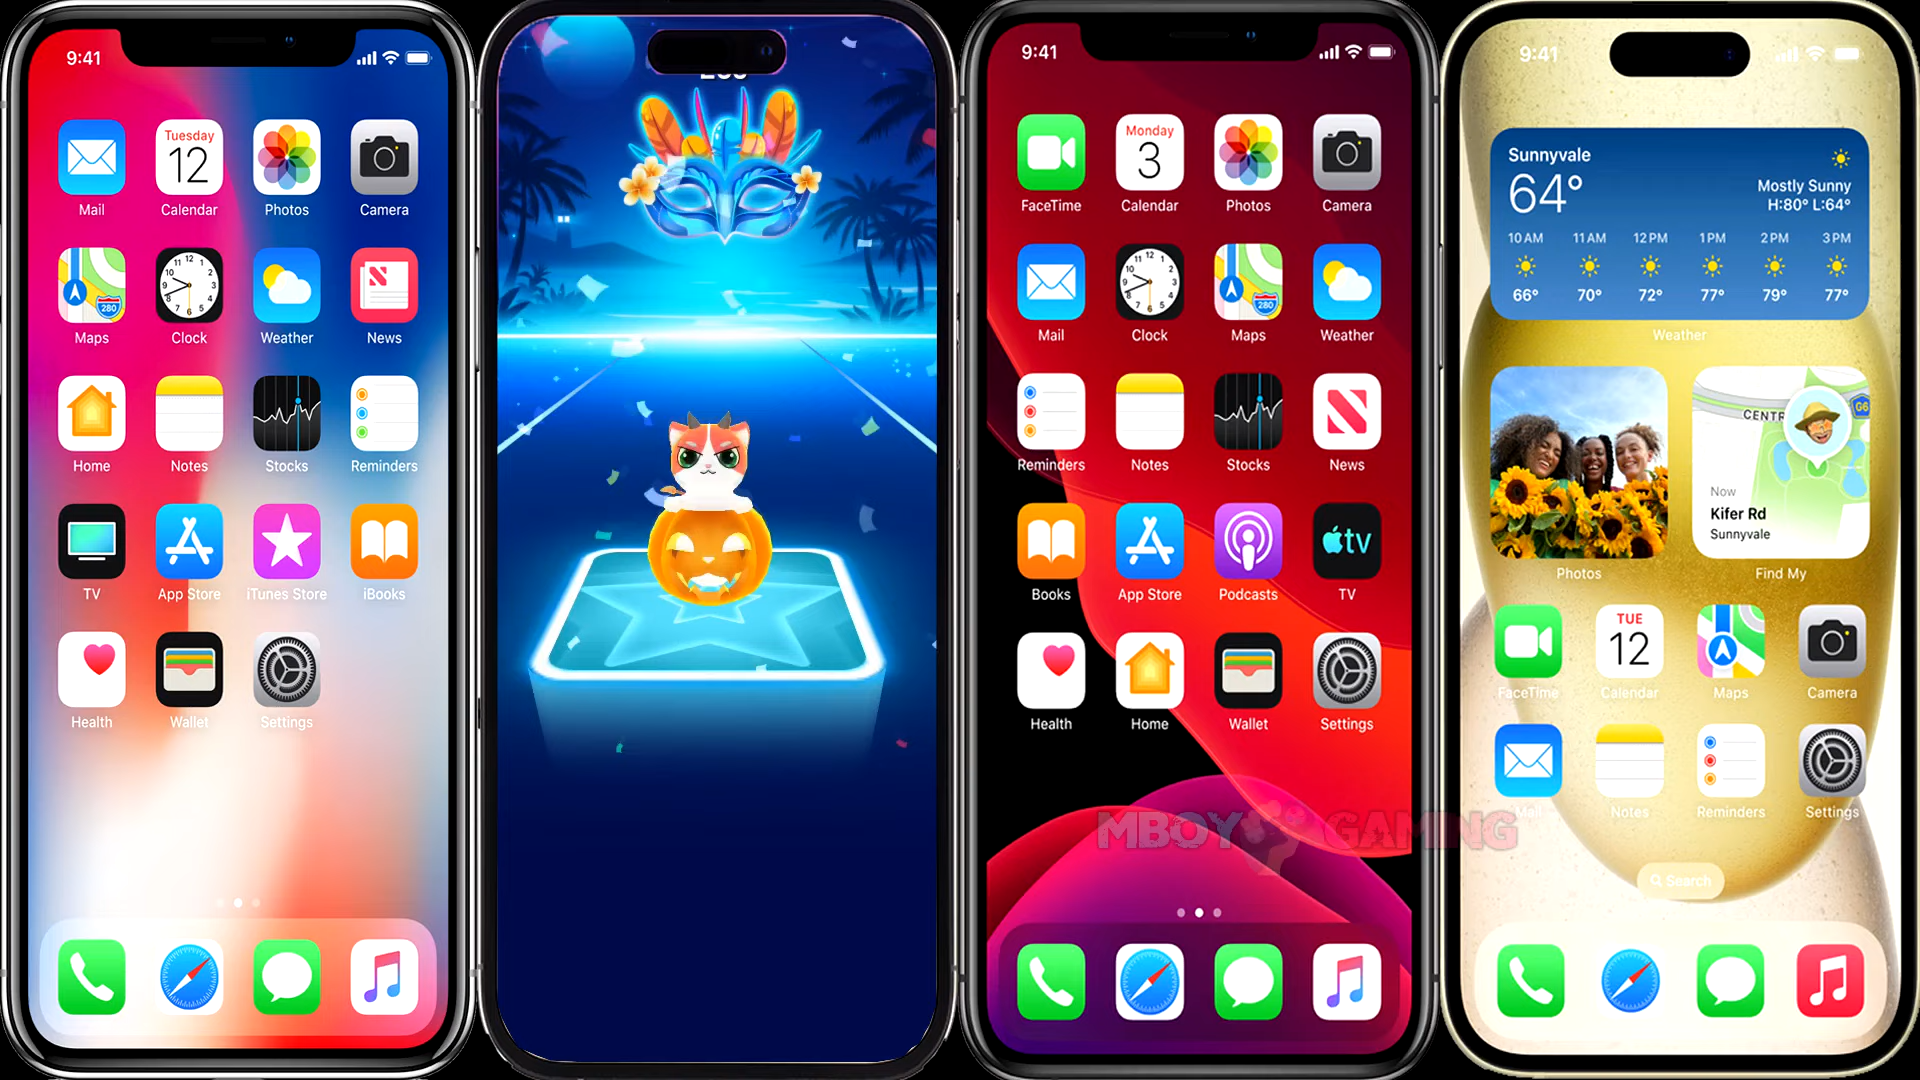 9:41
Tuesday
12
Mail
Calendar
Photos
Camera
280
Maps
Clock
Weather
News
Home
Notes
Stocks
Reminders
TV
App Store
iTunes Store
iBooks
Health
Wallet
Settings
9:41
Monday
3
FaceTime
Calendar
Photos
Camera
280
Mail
Clock
Maps
Weather
Reminders
Notes
Stocks
News
tv
Books
App Store
Podcasts
TV
Health
Home
Wallet
Settings
MBOY GAMING
9:41
Sunnyvale
64°
Mostly Sunny
H:80° L:64°
10 AM 11 AM 12 PM 1 PM 2 PM 3 PM
66° 70° 72° 77° 79° 77°
Weather
CENTR
G6
Now
Kifer Rd
Sunnyvale
Photos
Find My
TUE
12
FaceTime
Calendar
Maps
Camera
Mail
Notes
Reminders
Settings
Search